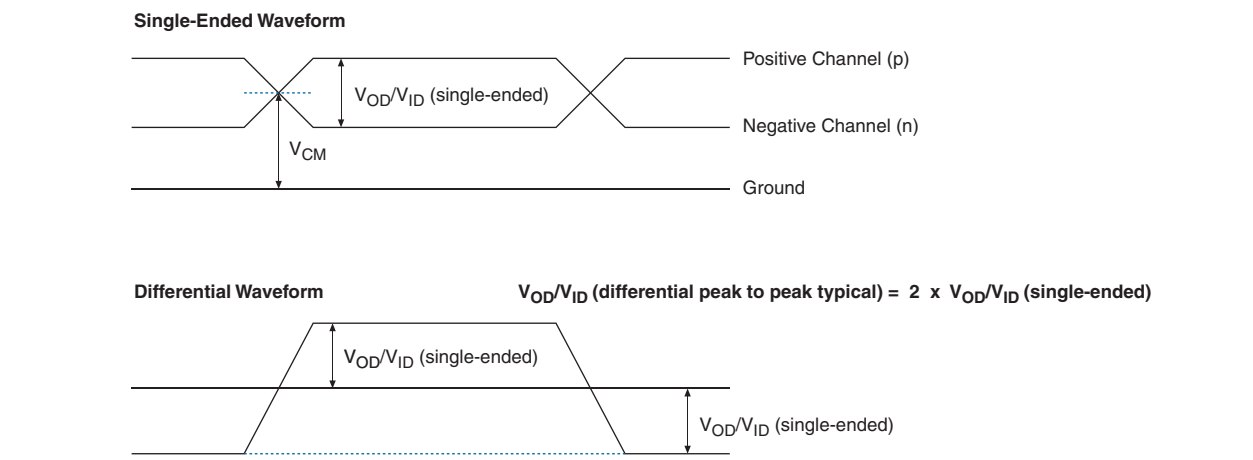 Single-Ended Waveform
Positive Channel (p)
VOD/VID (single-ended)
Negative Channel (n)
VCM
Ground
Differential Waveform
VOD/VID (differential peak to peak typical) = 2 x VOD/VID (single-ended)
VOD/VID (single-ended)
VOD/VID (single-ended)